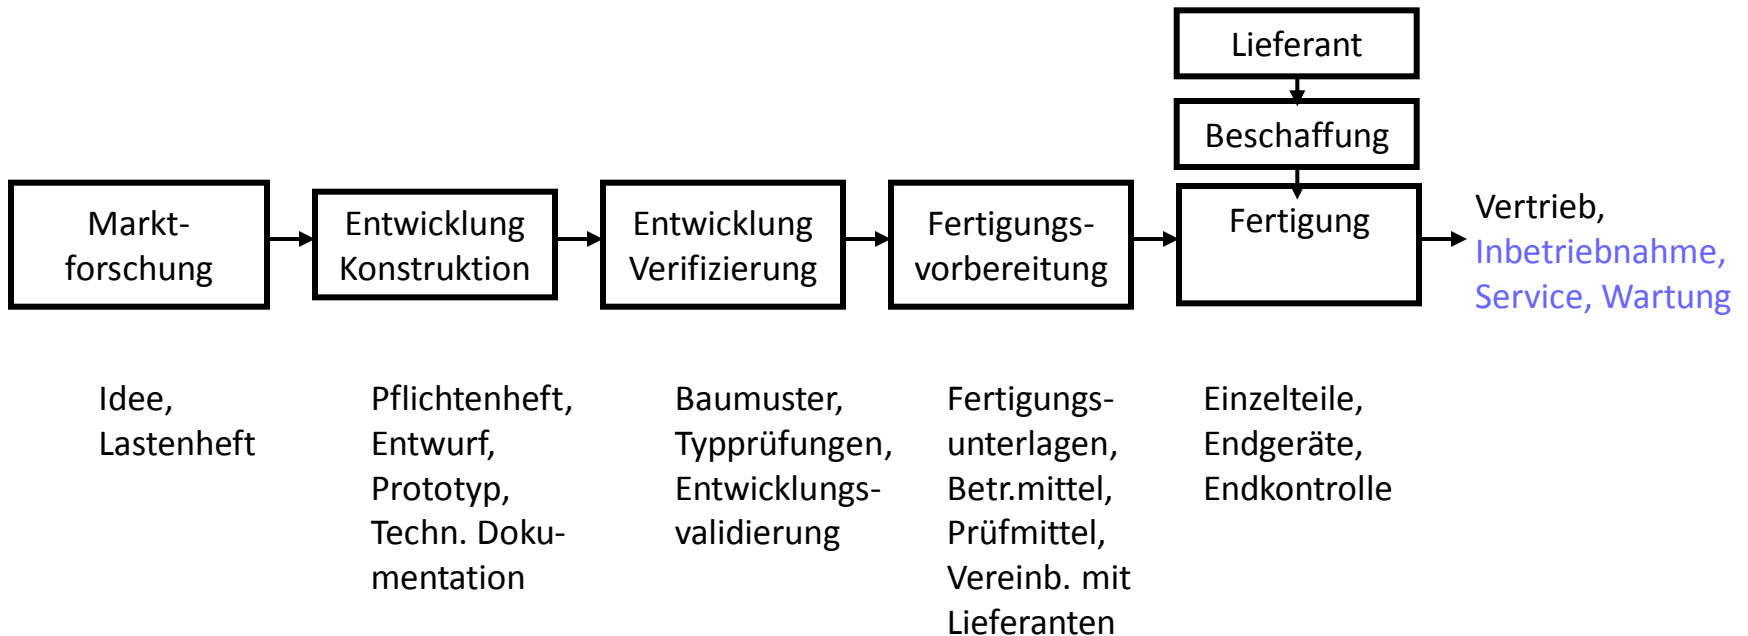 Lieferant
Beschaffung
Markt-
forschung
Entwicklung
Konstruktion
Entwicklung
Verifizierung
Fertigungs-
vorbereitung
Fertigung
Vertrieb,
Inbetriebnahme,
Service, Wartung
Idee,
Lastenheft
Pflichtenheft,
Entwurf,
Prototyp,
Techn. Doku-
mentation
Baumuster,
Typprüfungen,
Entwicklungs-
validierung
Fertigungs-
unterlagen,
Betr.mittel,
Prüfmittel,
Vereinb. mit
Lieferanten
Einzelteile,
Endgeräte,
Endkontrolle